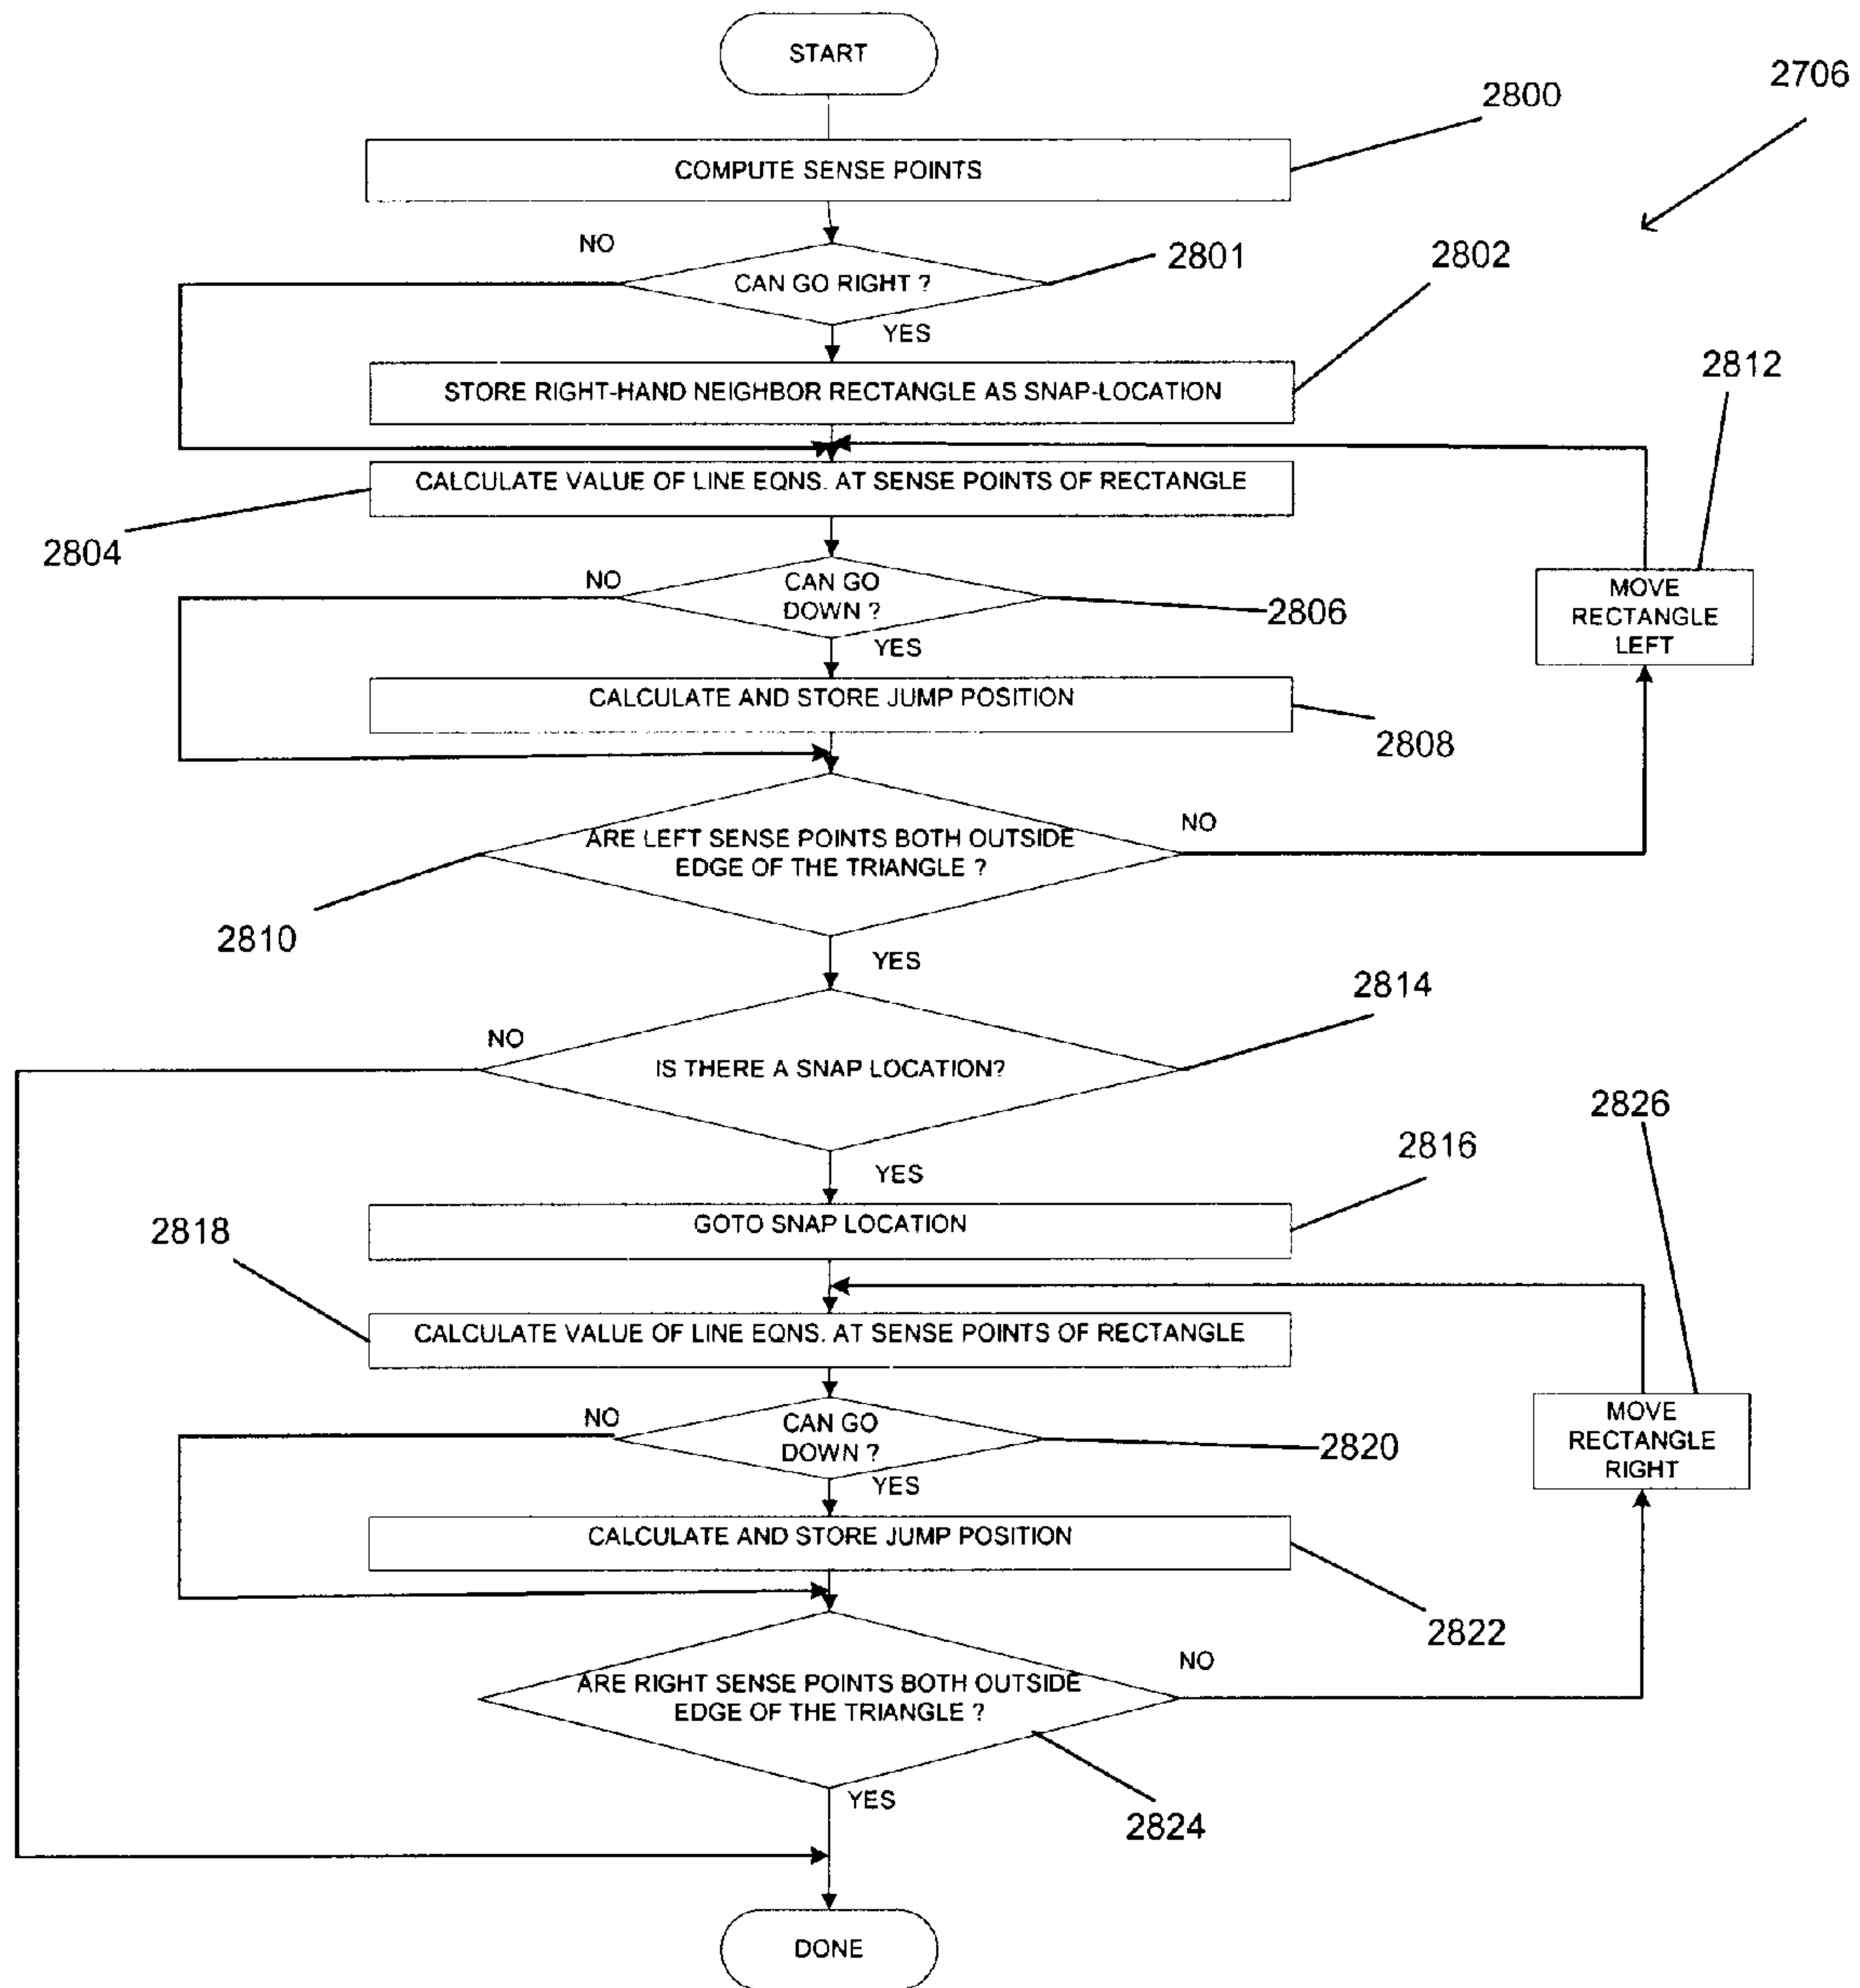 START
2706
2800
COMPUTE SENSE POINTS
NO
2801
2802
CAN GO RIGHT ?
YES
2812
STORE RIGHT-HAND NEIGHBOR RECTANGLE AS SNAP-LOCATION
CALCULATE VALUE OF LINE EQNS. AT SENSE POINTS OF RECTANGLE
2804
NO
CAN GO
DOWN ?
2806
MOVE
RECTANGLE
LEFT
YES
CALCULATE AND STORE JUMP POSITION
2808
ARE LEFT SENSE POINTS BOTH OUTSIDE
EDGE OF THE TRIANGLE ?
NO
2810
YES
2814
NO
IS THERE A SNAP LOCATION?
2826
2816
YES
2818
GOTO SNAP LOCATION
CALCULATE VALUE OF LINE EQNS. AT SENSE POINTS OF RECTANGLE
NO
CAN GO
DOWN ?
2820
MOVE
RECTANGLE
RIGHT
YES
CALCULATE AND STORE JUMP POSITION
2822
ARE RIGHT SENSE POINTS BOTH OUTSIDE
EDGE OF THE TRIANGLE ?
NO
YES
2824
DONE